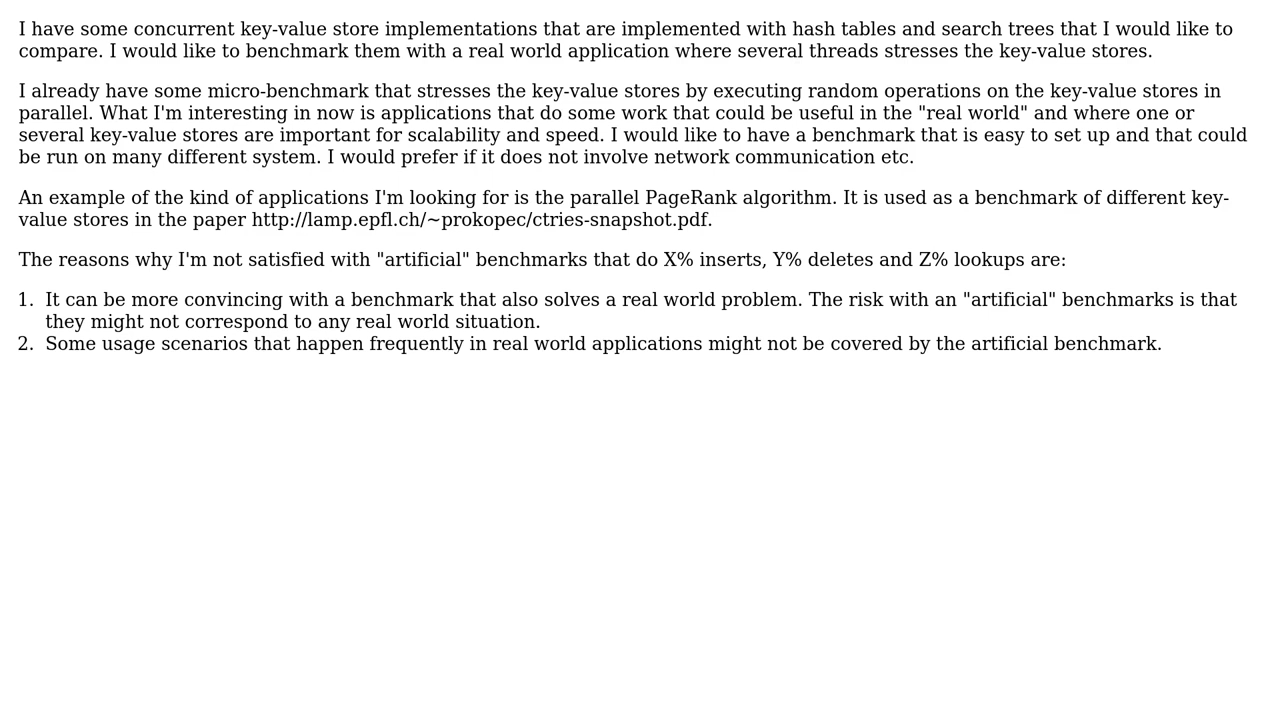 I have some concurrent key-value store implementations that are implemented with hash tables and search trees that I would like to
compare. I would like to benchmark them with a real world application where several threads stresses the key-value stores.
I already have some micro-benchmark that stresses the key-value stores by executing random operations on the key-value stores in
parallel. What I'm interesting in now is applications that do some work that could be useful in the "real world" and where one or
several key-value stores are important for scalability and speed. I would like to have a benchmark that is easy to set up and that could
be run on many different system. I would prefer if it does not involve network communication etc.
An example of the kind of applications I'm looking for is the parallel PageRank algorithm. It is used as a benchmark of different key-
value stores in the paper http://lamp.epfl.ch/~prokopec/ctries-snapshot.pdf.
The reasons why I'm not satisfied with "artificial" benchmarks that do X% inserts, Y% deletes and Z% lookups are:
1. It can be more convincing with a benchmark that also solves a real world problem. The risk with an "artificial" benchmarks is that
they might not correspond to any real world situation.
2. Some usage scenarios that happen frequently in real world applications might not be covered by the artificial benchmark.